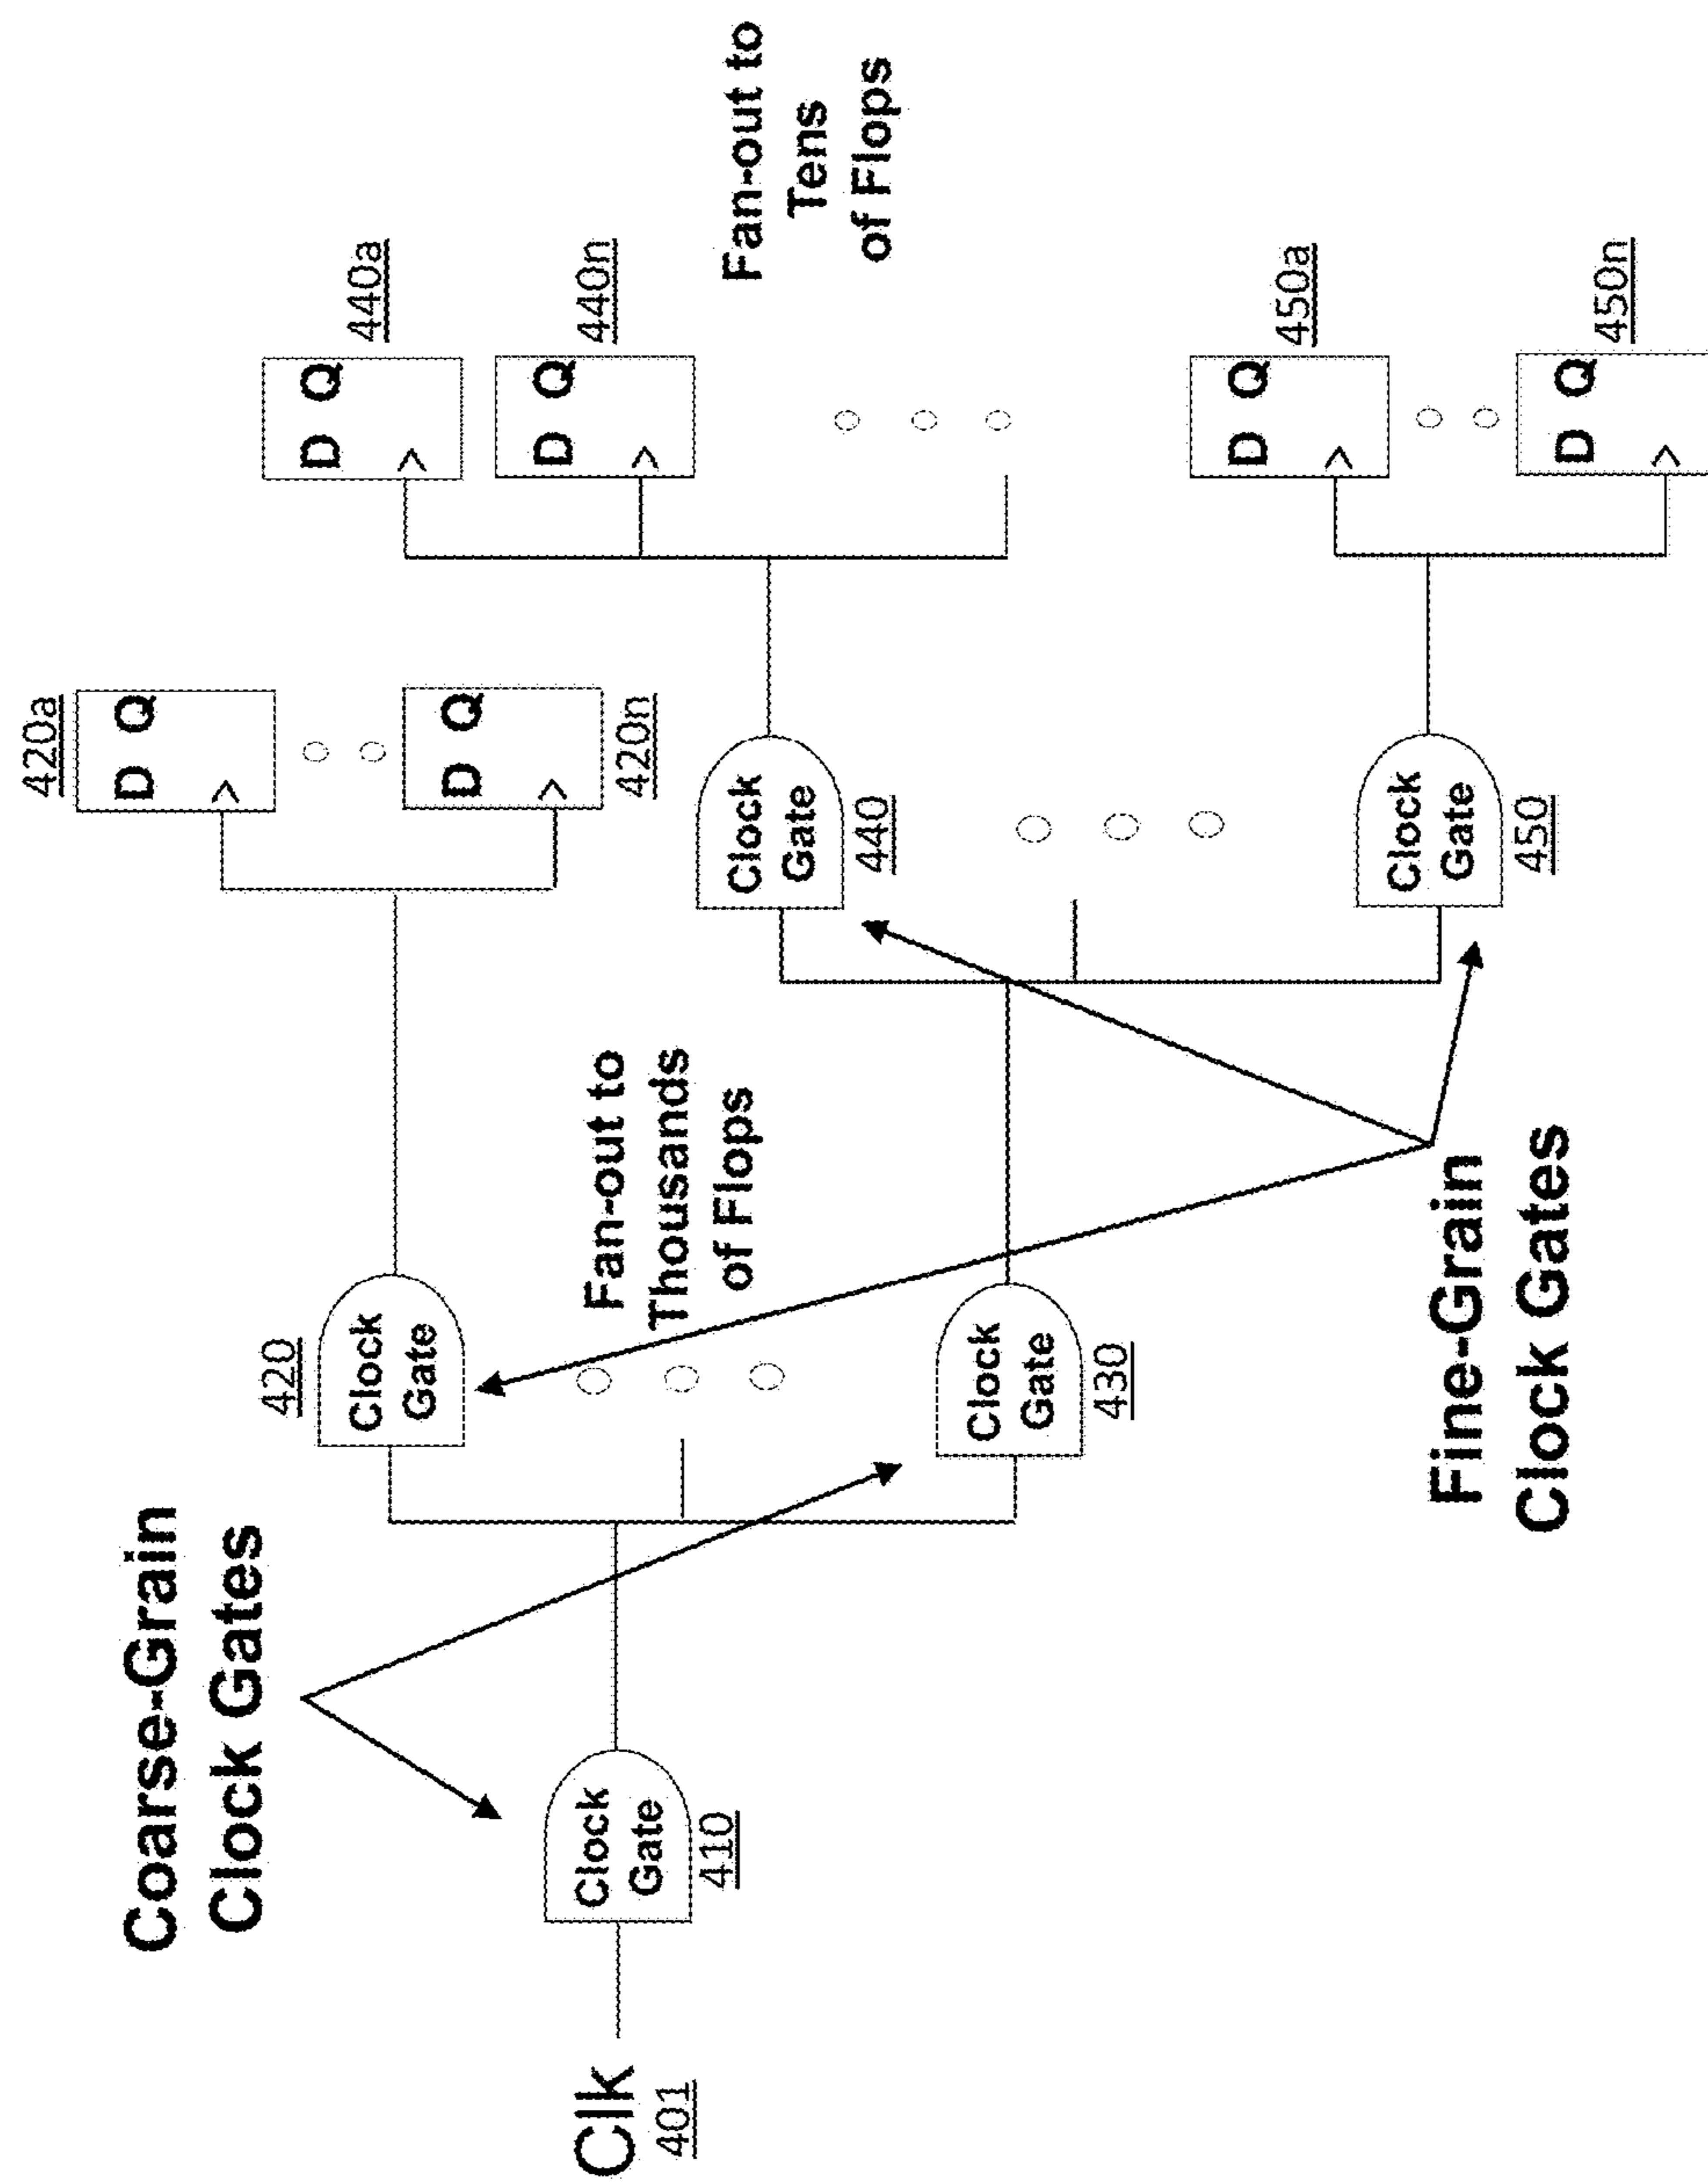 Coarse-Grain
Clock Gates
Clk
401
Clock
Gate
410
420
Clock
Gate
Fan-out to
Thousands
of Flops
Clock
Gate
430
Fine-Grain
Clock Gates
420a
D Q
D Q
420n
Clock
Gate
440
Clock
Gate
450
D Q
440a
D Q
440n
Fan-out to
Tens
of Flops
D Q
450a
D Q
450n